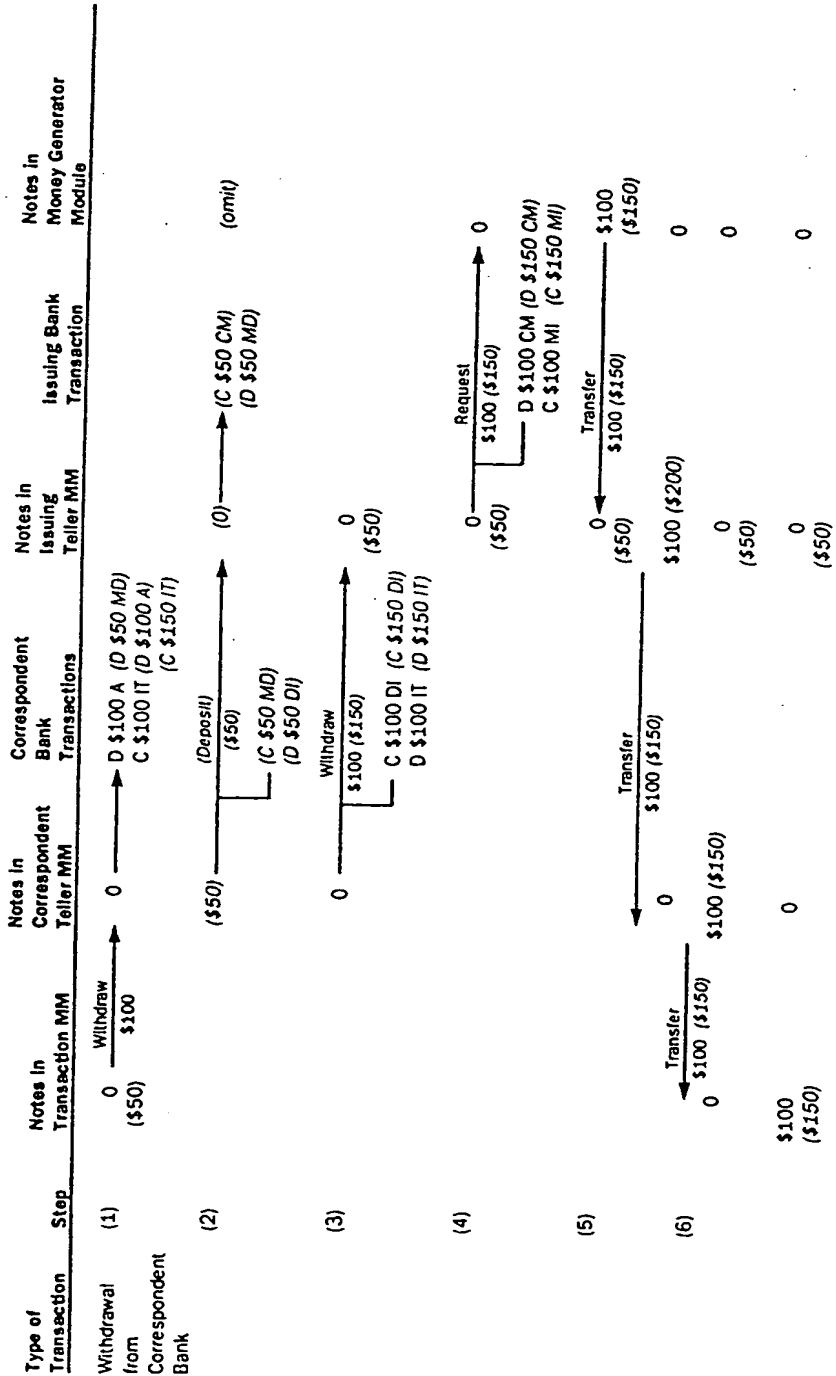 Type of
Transaction
Step
Notes in
Transaction MM
Notes in
Correspondent
Teller MM
Correspondent
Bank
Transactions
Notes in
Issuing
Teller MM
Issuing Bank
Transaction
Notes in
Money Generator
Module
Withdrawal
from
Correspondent
Bank
(1)
0
($50)
Withdraw
$100
0
D $100 A (D $50 MD)
C $100 IT (D $100 A)
(C $150 IT)
(2)
($50)
(Deposit)
($50)
(C $50 MD)
(D $50 DI)
(0)
(C $50 CM)
(D $50 MD)
(omit)
(3)
0
Withdraw
$100 ($150)
C $100 DI (C $150 DI)
D $100 IT (D $150 IT)
0
($50)
(4)
0
($50)
Request
$100 ($150)
D $100 CM (D $150 CM)
C $100 MI (C $150 MI)
0
(5)
0
($50)
Transfer
$100 ($150)
$100
($150)
Transfer
$100 ($150)
0
$100 ($200)
0
(6)
Transfer
$100 ($150)
0
$100 ($150)
0
($50)
0
$100
($150)
0
0
($50)
0